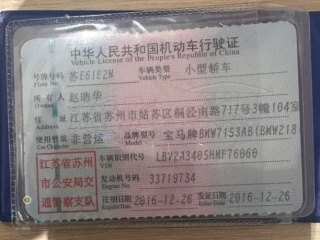 中华人民共和国机动车行驶证
Vehicle License of the People's Republic of China
号牌号码 苏E61E2M 车辆类型 小型轿车
Plate No. Vehicle Type
所有人 赵勋华
Owner
住址 江苏省苏州市姑苏区桐泾南路717号3幢104室
Address
使用性质 非营运 品牌型号 宝马牌BMW7153AB(BMW218
Use Character
江苏省苏州市公安局交通警察支队
车辆识别代号 LBV2A3405HMF76060
VIN
发动机号码 33719734
Engine No.
注册日期 2016-12-26 发证日期 2016-12-26
Register Date Issue Date